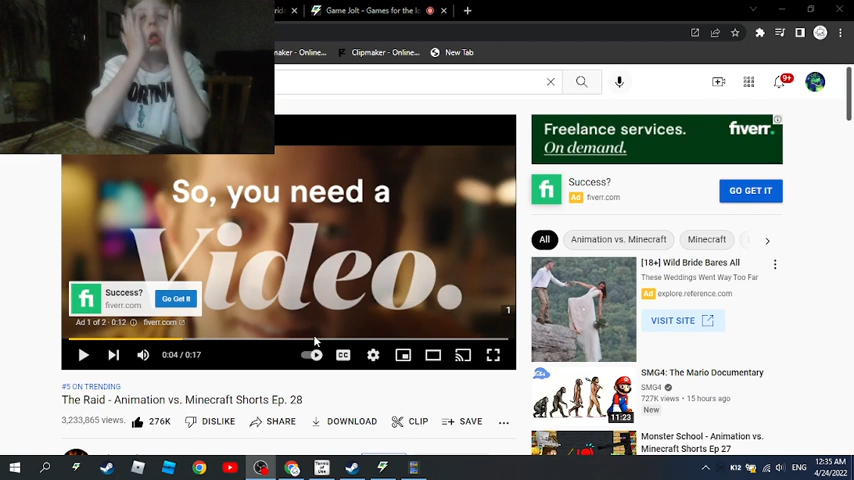 Game Jolt - Games for the l
maker - Online...
Clipmaker - Online...
New Tab
9+
So, you need a
Video.
Success?
fiverr.com
Go Get It
Ad 1 of 2 · 0:12
fiverr.com
1
0:04 / 0:17
CC
#5 ON TRENDING
The Raid - Animation vs. Minecraft Shorts Ep. 28
3,233,865 views
276K
DISLIKE
SHARE
DOWNLOAD
CLIP
SAVE
Freelance services.
On demand.
fiverr.
fi
Success?
Ad fiverr.com
GO GET IT
All
Animation vs. Minecraft
Minecraft
[18+] Wild Bride Bares All
These Weddings Went Way Too Far
Ad explore.reference.com
VISIT SITE
SMG4: The Mario Documentary
SMG4
727K views • 15 hours ago
New
11:23
Monster School - Animation vs.
Minecraft Shorts Ep 27
K12
ENG
12:35 AM
4/24/2022